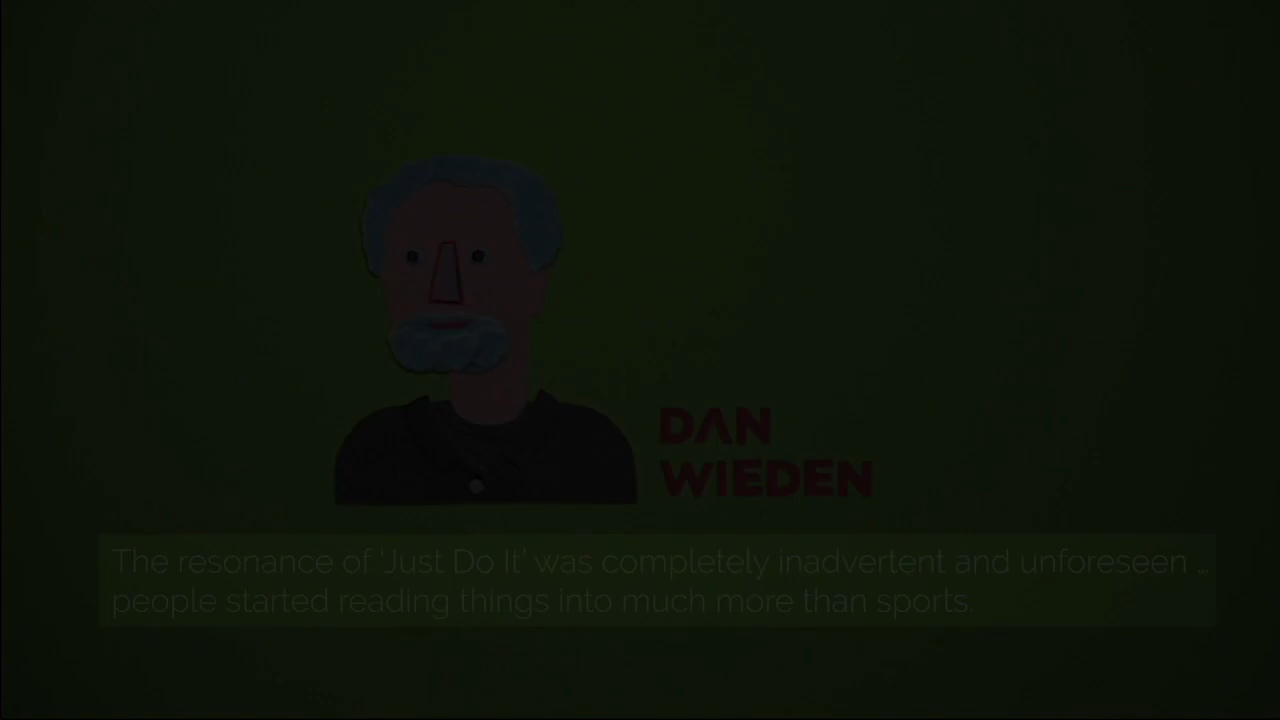 DAN
WIEDEN
The resonance of ‘Just Do It’ was completely inadvertent and unforeseen ...
people started reading things into much more than sports.